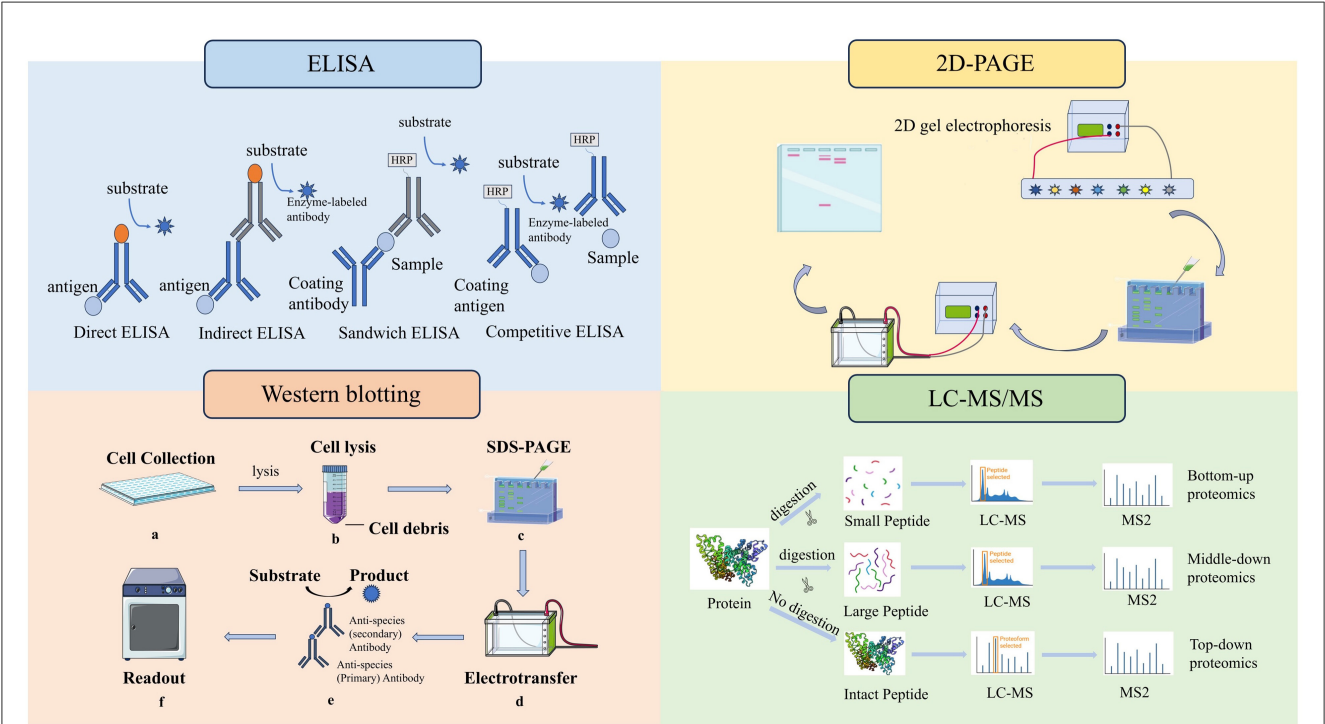 ELISA
substrate
antigen
Direct ELISA
substrate
Enzyme-labeled
antibody
antigen
Indirect ELISA
substrate
HRP
Coating
antibody
Sample
Sandwich ELISA
HRP
substrate
HRP
Enzyme-labeled
antibody
Coating
antigen
Sample
Competitive ELISA
2D-PAGE
2D gel electrophoresis
Western blotting
Cell Collection
a
lysis
Cell lysis
Cell debris
b
SDS-PAGE
c
Electrotransfer
d
Substrate
Product
Anti-species
(secondary)
Antibody
Anti-species
(Primary) Antibody
e
Readout
f
LC-MS/MS
Protein
digestion
Small Peptide
Peptide
selected
LC-MS
MS2
Bottom-up
proteomics
digestion
Large Peptide
Peptide
selected
LC-MS
MS2
Middle-down
proteomics
No digestion
Intact Peptide
Proteoform
selected
LC-MS
MS2
Top-down
proteomics